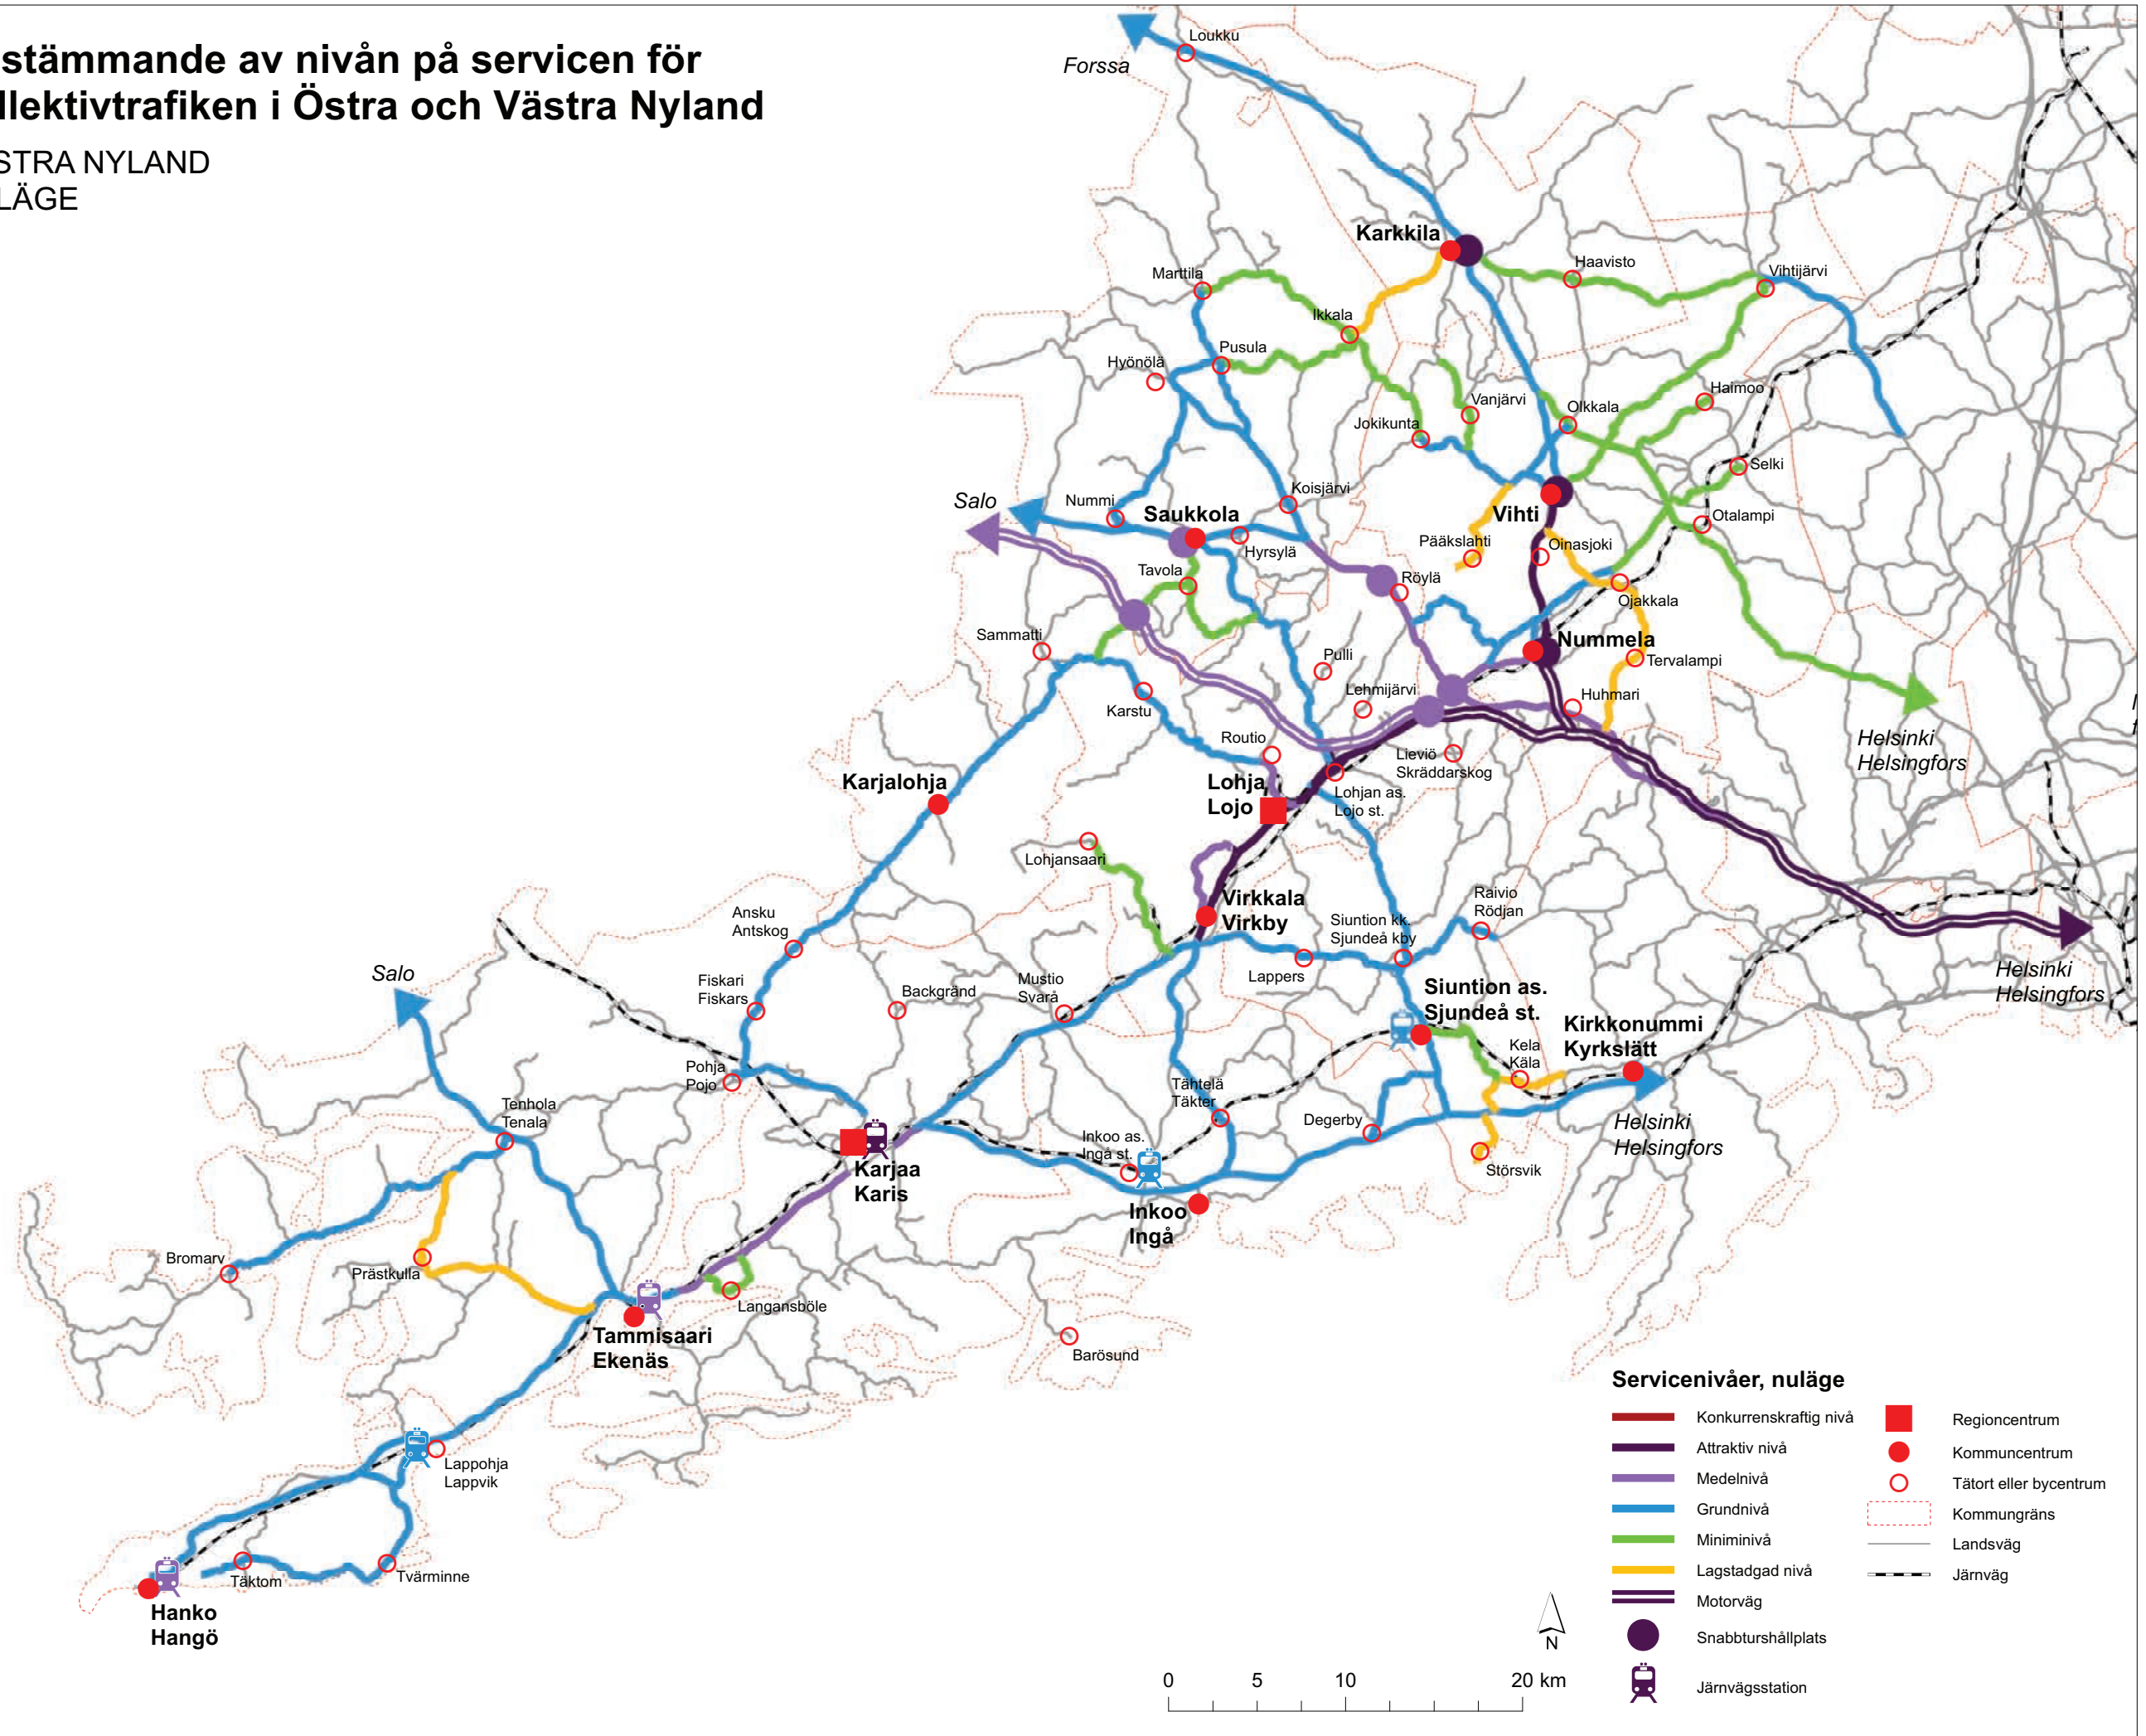 stämmande av nivån på servicen för
llektivtrafiken i Östra och Västra Nyland
STRA NYLAND
LÄGE
Loukku
Forssa
Karkkila
Haavisto
Vihtijärvi
Marttila
Ikkala
Pusula
Hyönölä
Haimoo
Vanjärvi
Olkkala
Jokikunta
Selki
Salo
Nummi
Koisjärvi
Saukkola
Vihti
Otalampi
Hyrsylä
Pääkslahti
Oinasjoki
Tavola
Röylä
Ojakkala
Sammatti
Pulli
Nummela
Tervalampi
Lehmijärvi
Huhmari
Karstu
Routio
Lieviö
Skräddarskog
Helsinki
Helsingfors
Karjalohja
Lohja
Lojo
Lohjan as.
Lojo st.
Lohjansaari
Virkkala
Virkby
Raivio
Rödjan
Ansku
Antskog
Siuntion kk.
Sjundeå kby
Lappers
Salo
Fiskari
Fiskars
Backgränd
Mustio
Svarå
Siuntion as.
Sjundeå st.
Helsinki
Helsingfors
Kirkkonummi
Kyrkslätt
Kela
Käla
Pohja
Pojo
Tähtelä
Täkter
Tenhola
Tenala
Degerby
Helsinki
Helsingfors
Inkoo as.
Ingå st.
Karjaa
Karis
Störsvik
Inkoo
Ingå
Bromarv
Prästkulla
Langansböle
Tammisaari
Ekenäs
Barösund
Lappohja
Lappvik
Täktom
Tvärminne
Hanko
Hangö
Servicenivåer, nuläge
Konkurrenskraftig nivå
Attraktiv nivå
Medelnivå
Grundnivå
Miniminivå
Lagstadgad nivå
Motorväg
Snabbturshållplats
Järnvägsstation
Regioncentrum
Kommuncentrum
Tätort eller bycentrum
Kommungräns
Landsväg
Järnväg
N
0 5 10 20 km